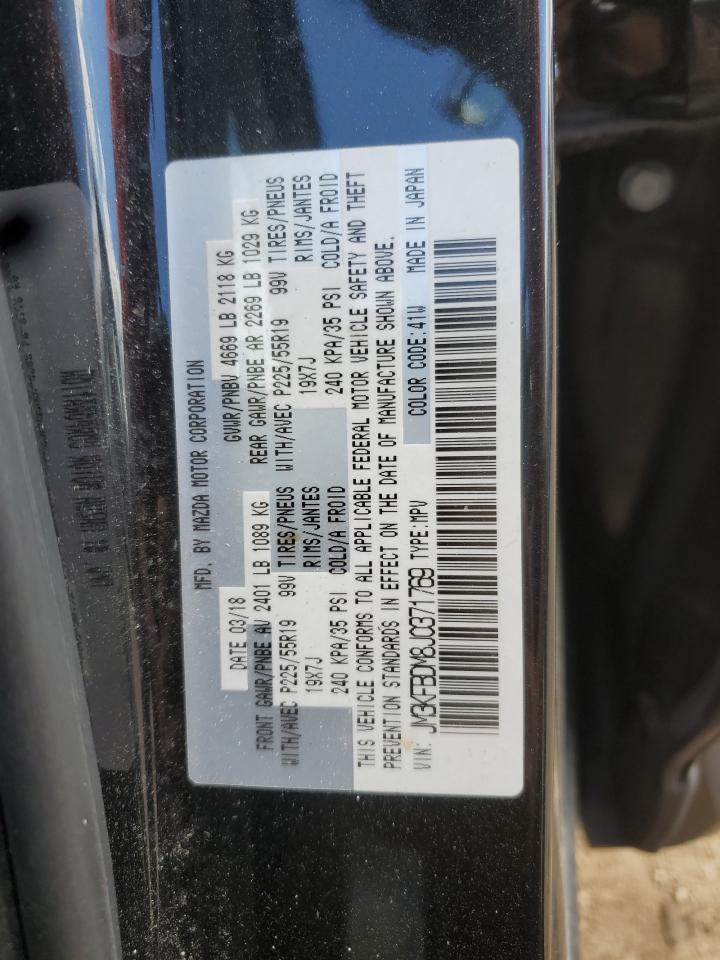 MFD. BY MAZDA MOTOR CORPORATION
DATE 03/18 GVWR/PNBV 4669 LB 2118 KG
FRONT GAWR/PNBE AV 2401 LB 1089 KG REAR GAWR/PNBE AR 2269 LB 1029 KG
WITH/AVEC P225/55R19 99V TIRES/PNEUS WITH/AVEC P225/55R19 99V TIRES/PNEUS
19X7J RIMS/JANTES 19X7J RIMS/JANTES
240 KPA/35 PSI COLD/A FROID 240 KPA/35 PSI COLD/A FROID
THIS VEHICLE CONFORMS TO ALL APPLICABLE FEDERAL MOTOR VEHICLE SAFETY AND THEFT
PREVENTION STANDARDS IN EFFECT ON THE DATE OF MANUFACTURE SHOWN ABOVE.
VIN: JM3KFBDM8J0371769 TYPE:MPV COLOR CODE:41W MADE IN JAPAN